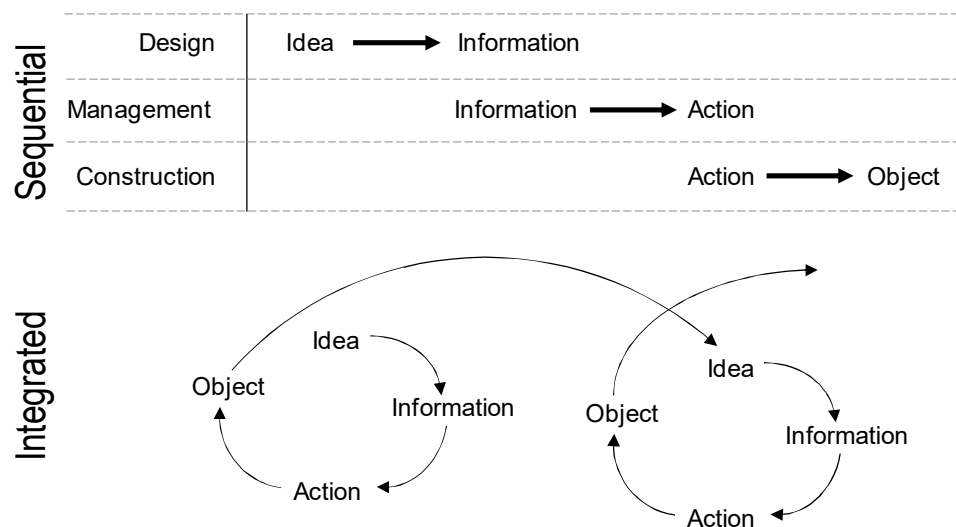 Sequential
Design Idea Information
Management Information Action
Construction Action Object
Integrated
Idea
Object
Information
Action
Idea
Object
Information
Action